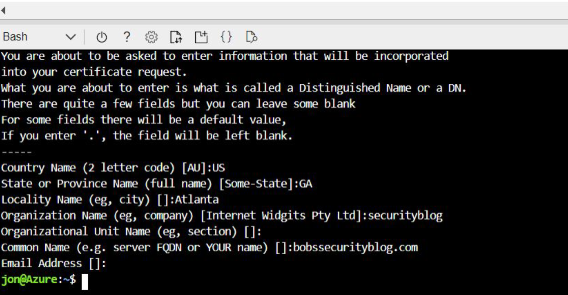 Bash
You are about to be asked to enter information that will be incorporated
into your certificate request.
What you are about to enter is what is called a Distinguished Name or a DN.
There are quite a few fields but you can leave some blank
For some fields there will be a default value,
If you enter '.', the field will be left blank.
-----
Country Name (2 letter code) [AU]:US
State or Province Name (full name) [Some-State]:GA
Locality Name (eg, city) []:Atlanta
Organization Name (eg, company) [Internet Widgits Pty Ltd]:securityblog
Organizational Unit Name (eg, section) []:
Common Name (e.g. server FQDN or YOUR name) []:bobssecurityblog.com
Email Address []:
jon@Azure:~$